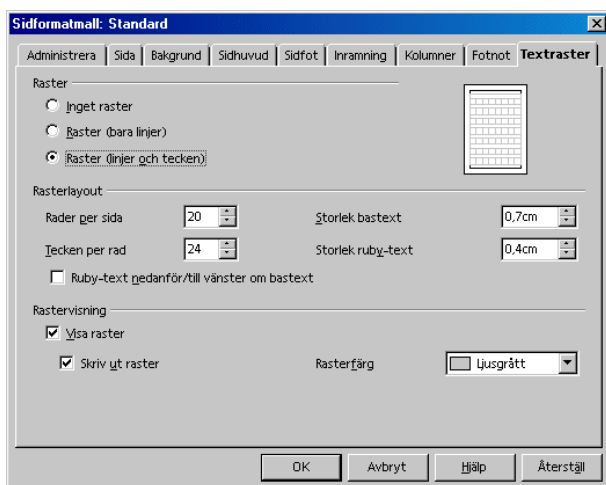 Sidformatmall: Standard
Administrera Sida Bakgrund Sidhuvud Sidfot Inramning Kolumner Fotnot Textraster
Raster
Inget raster
Raster (bara linjer)
Raster (linjer och tecken)
Rasterlayout
Rader per sida 20 Storlek bastext 0,7cm
Tecken per rad 24 Storlek ruby-text 0,4cm
Ruby-text nedanför/till vänster om bastext
Rastervisning
Visa raster
Skriv ut raster Rasterfärg Ljusgrått
OK Avbryt Hjälp Återställ